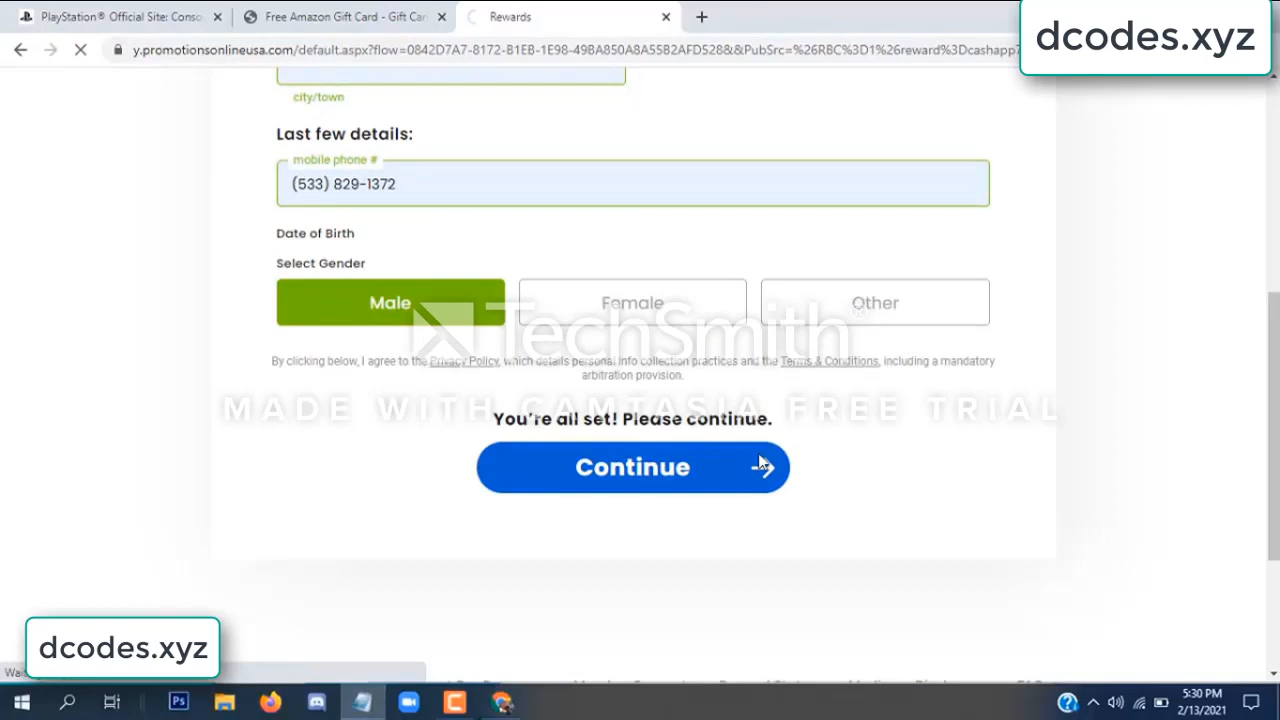 PlayStation® Official Site: Conso
Free Amazon Gift Card - Gift Car
Rewards
y.promotionsonlineusa.com/default.aspx?flow=0842D7A7-8172-B1EB-1E98-49BA850A8A55B2AFD528&&PubSrc=%26RBC%3D1%26reward%3Dcashapp7
dcodes.xyz
city/town
Last few details:
mobile phone #
(533) 829-1372
Date of Birth
Select Gender
Male
Female
Other
TechSmith
By clicking below, I agree to the Privacy Policy, which details personal info collection practices and the Terms & Conditions, including a mandatory
arbitration provision.
MADE WITH CAMTASIA FREE TRIAL
You're all set! Please continue.
Continue
dcodes.xyz
Wai
Ps
5:30 PM
2/13/2021